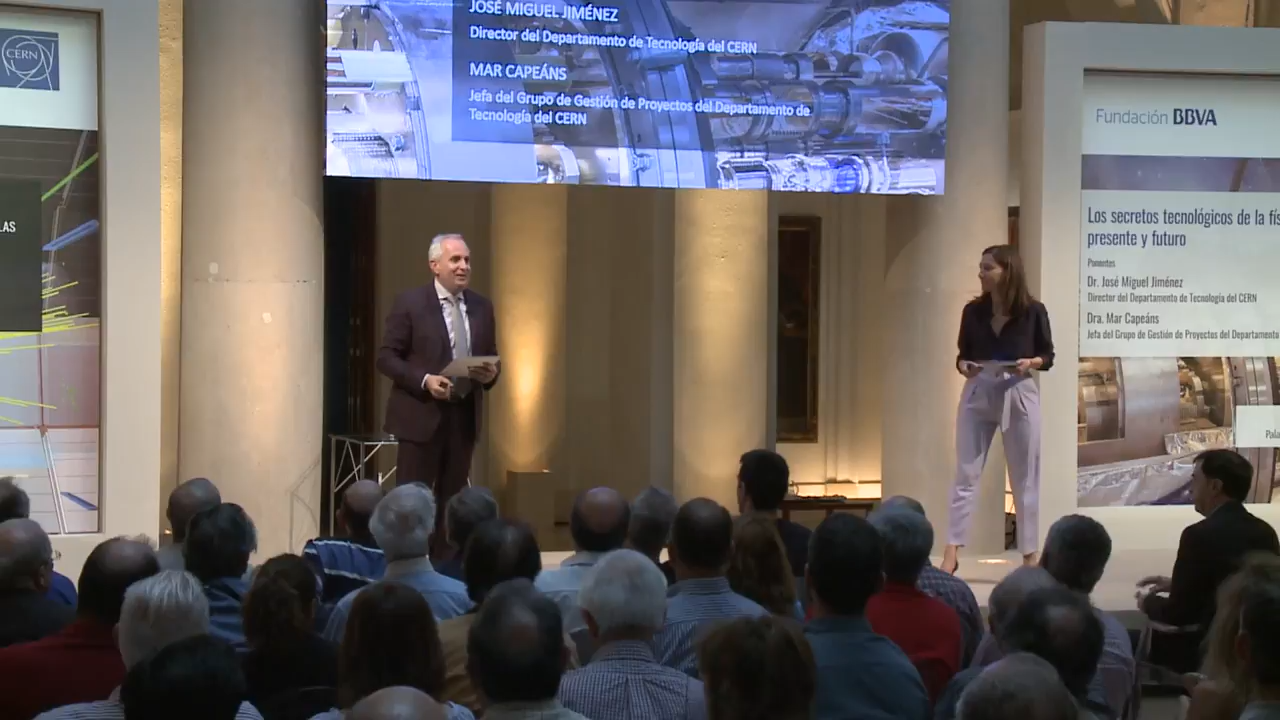 CERN
LAS
JOSÉ MIGUEL JIMÉNEZ
Director del Departamento de Tecnología del CERN
MAR CAPEÁNS
Jefa del Grupo de Gestión de Proyectos del Departamento de
Tecnología del CERN
Fundación BBVA
Los secretos tecnológicos de la
presente y futuro
Ponentes
Dr. José Miguel Jiménez
Director del Departamento de Tecnología del CERN
Dra. Mar Capeáns
Jefa del Grupo de Gestión de Proyectos del Departamento